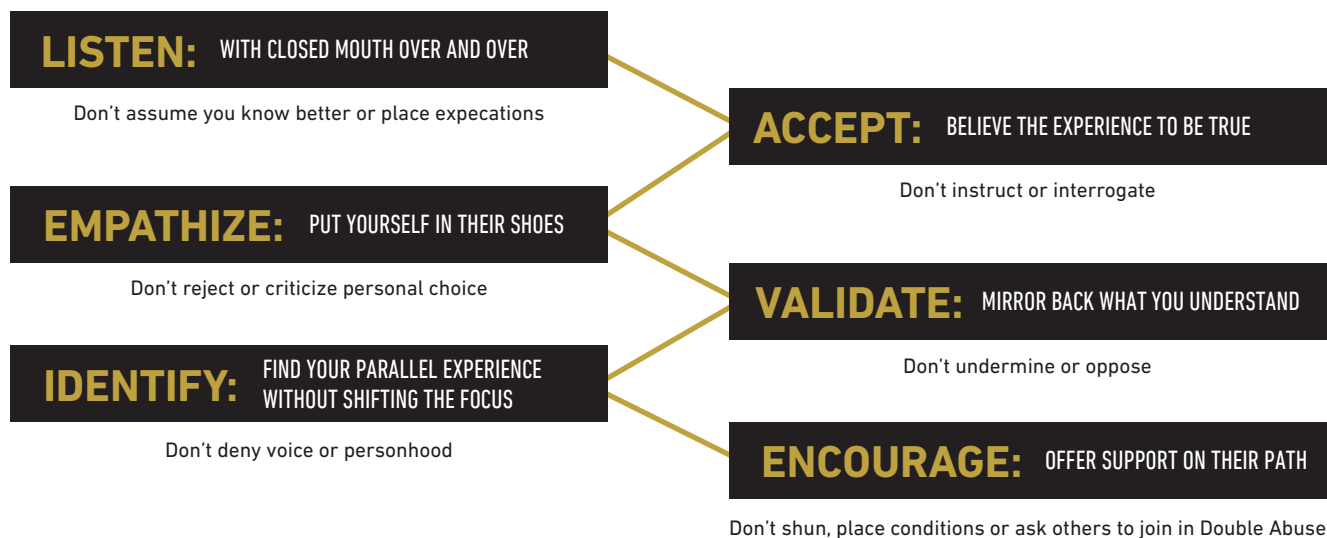 LISTEN: WITH CLOSED MOUTH OVER AND OVER
Don't assume you know better or place expecations
ACCEPT: BELIEVE THE EXPERIENCE TO BE TRUE
Don't instruct or interrogate
EMPATHIZE: PUT YOURSELF IN THEIR SHOES
Don't reject or criticize personal choice
VALIDATE: MIRROR BACK WHAT YOU UNDERSTAND
Don't undermine or oppose
IDENTIFY: FIND YOUR PARALLEL EXPERIENCE
WITHOUT SHIFTING THE FOCUS
Don't deny voice or personhood
ENCOURAGE: OFFER SUPPORT ON THEIR PATH
Don't shun, place conditions or ask others to join in Double Abuse